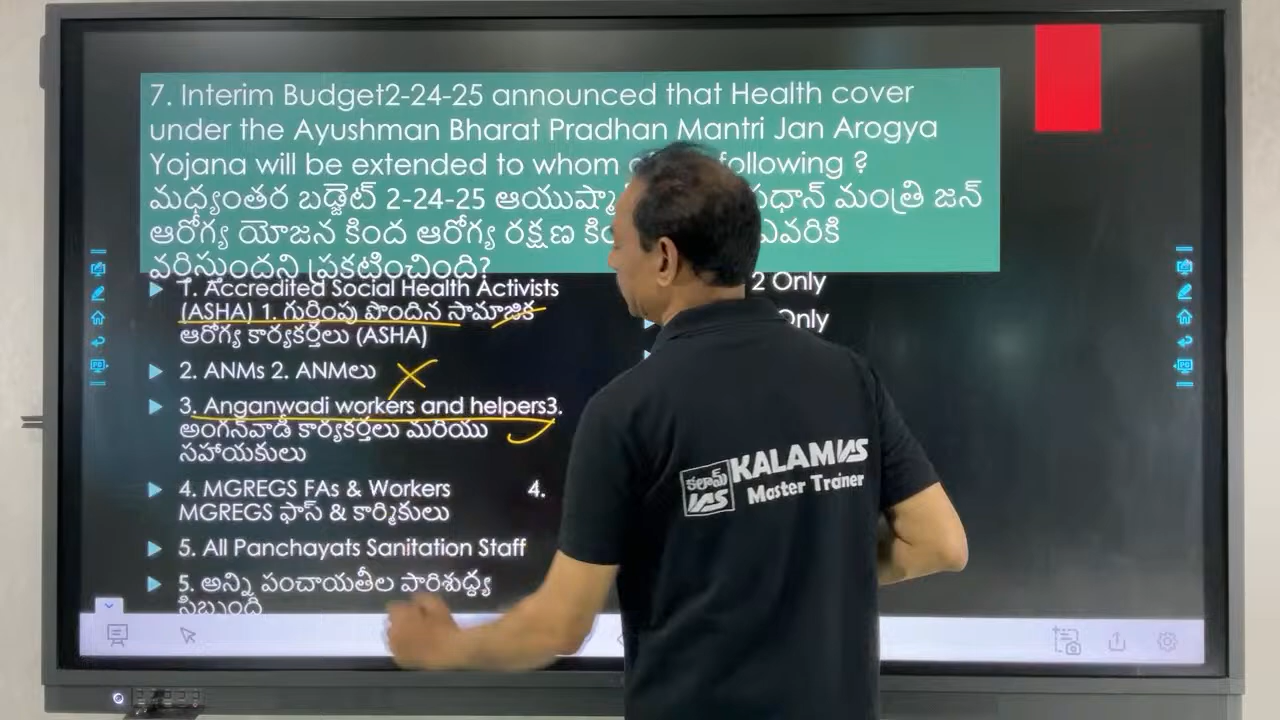 7. Interim Budget2-24-25 announced that Health cover
under the Ayushman Bharat Pradhan Mantri Jan Arogya
Yojana will be extended to whom following ?
మధ్యంతర బడ్జెట్ 2-24-25 మంత్రి జన్
ఆరోగ్య యోజన కింద ఆరోగ్య రక్షణ ఎవరికి
వర్తిస్తుందని ప్రకటించింది?
1. Accredited Social Health Activists
(ASHA) 1. గుర్తింపు పొందిన సామాజిక
ఆరోగ్య కార్యకర్తలు (ASHA)
2. ANMs 2. ANMలు
3. Anganwadi workers and helpers3.
అంగన్‌వాడీ కార్యకర్తలు మరియు
సహాయకులు
4. MGREGS FAs & Workers 4.
MGREGS ఫాస్ & కార్మికులు
5. All Panchayats Sanitation Staff
5. అన్ని పంచాయతీల పారిశుద్ధ్య
సిబ్బంది
2 Only
Only
కలామ్
IAS
KALAM IAS
Master Trainer